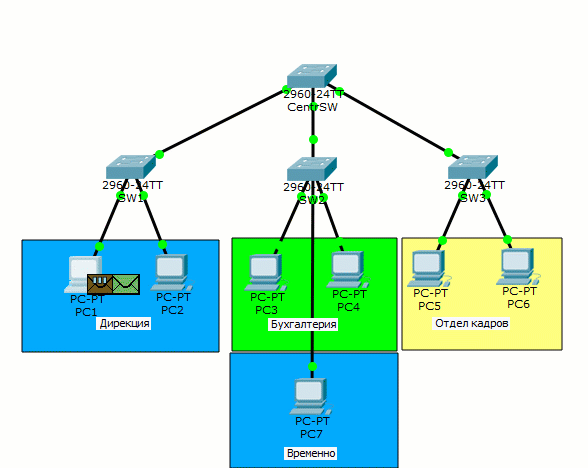 2960-24TT
CentrSW
2960-24TT
SW1
2960-24TT
SW2
2960-24TT
SW3
PC-PT
PC1
PC-PT
PC2
Дирекция
PC-PT
PC3
PC-PT
PC4
Бухгалтерия
PC-PT
PC5
PC-PT
PC6
Отдел кадров
PC-PT
PC7
Временно